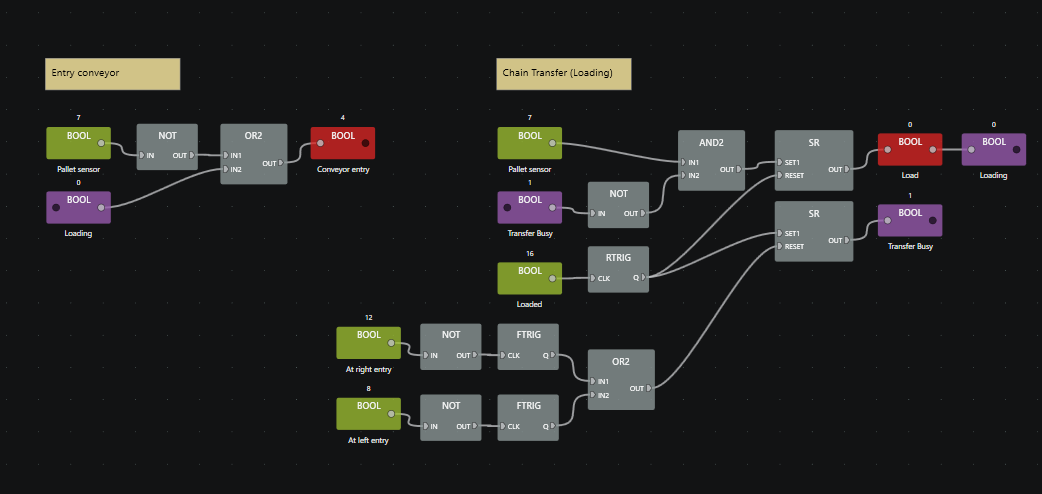 Entry conveyor
Chain Transfer (Loading)
7
BOOL
Pallet sensor
NOT
IN OUT
OR2
IN1
IN2
OUT
4
BOOL
Conveyor entry
0
BOOL
Loading
7
BOOL
Pallet sensor
1
BOOL
Transfer Busy
NOT
IN OUT
AND2
IN1
IN2
OUT
SR
SET1
RESET
OUT
0
BOOL
Load
0
BOOL
Loading
SR
SET1
RESET
OUT
1
BOOL
Transfer Busy
16
BOOL
Loaded
RTRIG
CLK Q
12
BOOL
At right entry
NOT
IN OUT
FTRIG
CLK Q
OR2
IN1
IN2
OUT
8
BOOL
At left entry
NOT
IN OUT
FTRIG
CLK Q